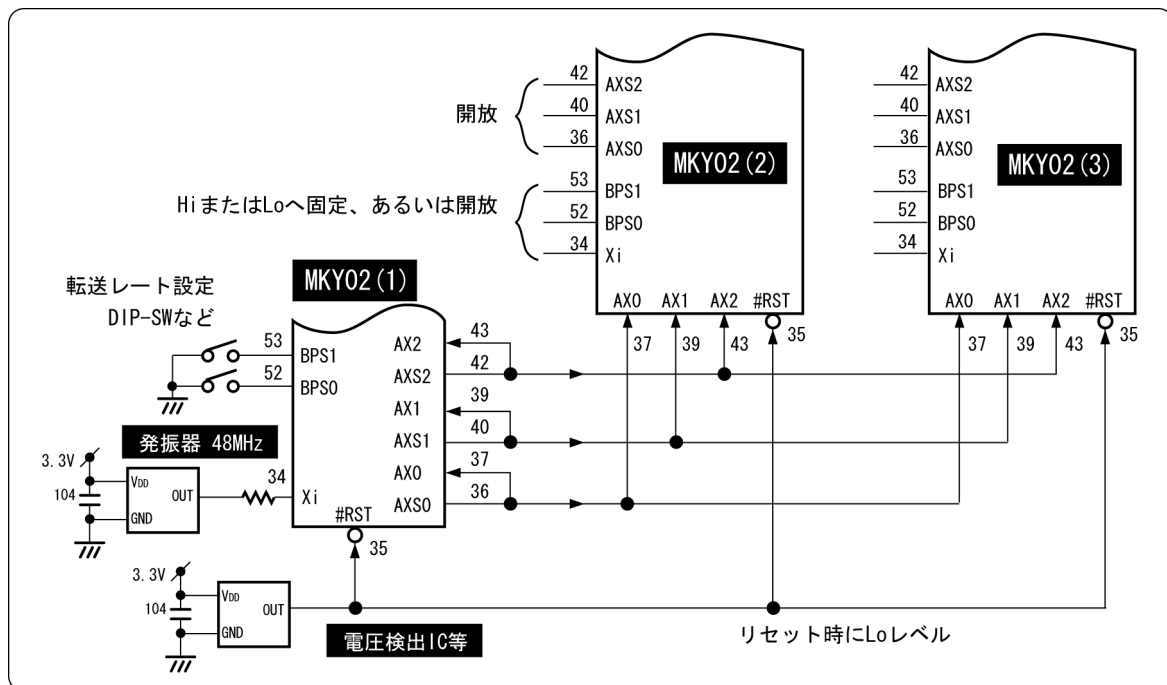 42
AXS2
開放
40
AXS1
36
AXS0
MKY02(2)
53
BPS1
HiまたはLoへ固定、あるいは開放
52
BPS0
34
Xi
AX0 AX1 AX2 #RST
37 39 43 35
42
AXS2
40
AXS1
36
AXS0
MKY02(3)
53
BPS1
52
BPS0
34
Xi
AX0 AX1 AX2 #RST
37 39 43 35
MKY02(1)
転送レート設定
DIP-SWなど
53
BPS1
52
BPS0
AX2
43
AXS2
42
AX1
39
AXS1
40
AX0
37
AXS0
36
発振器 48MHz
3.3V
104
VDD
OUT
GND
34
Xi
#RST
35
3.3V
104
VDD
OUT
GND
電圧検出IC等
リセット時にLoレベル